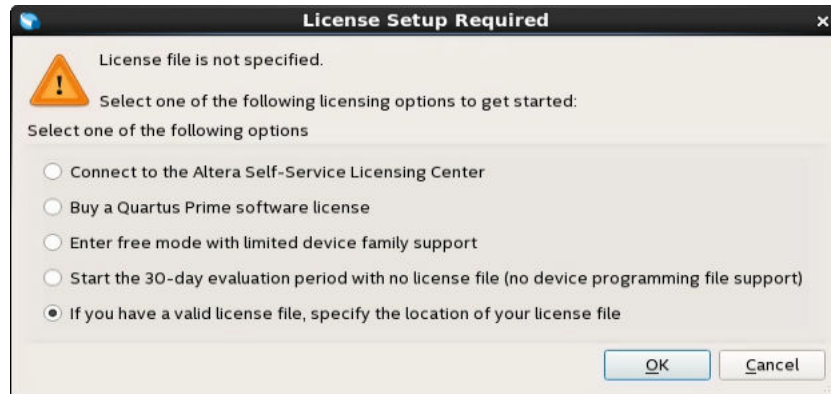 License Setup Required
License file is not specified.
Select one of the following licensing options to get started:
Select one of the following options
Connect to the Altera Self-Service Licensing Center
Buy a Quartus Prime software license
Enter free mode with limited device family support
Start the 30-day evaluation period with no license file (no device programming file support)
If you have a valid license file, specify the location of your license file
OK Cancel